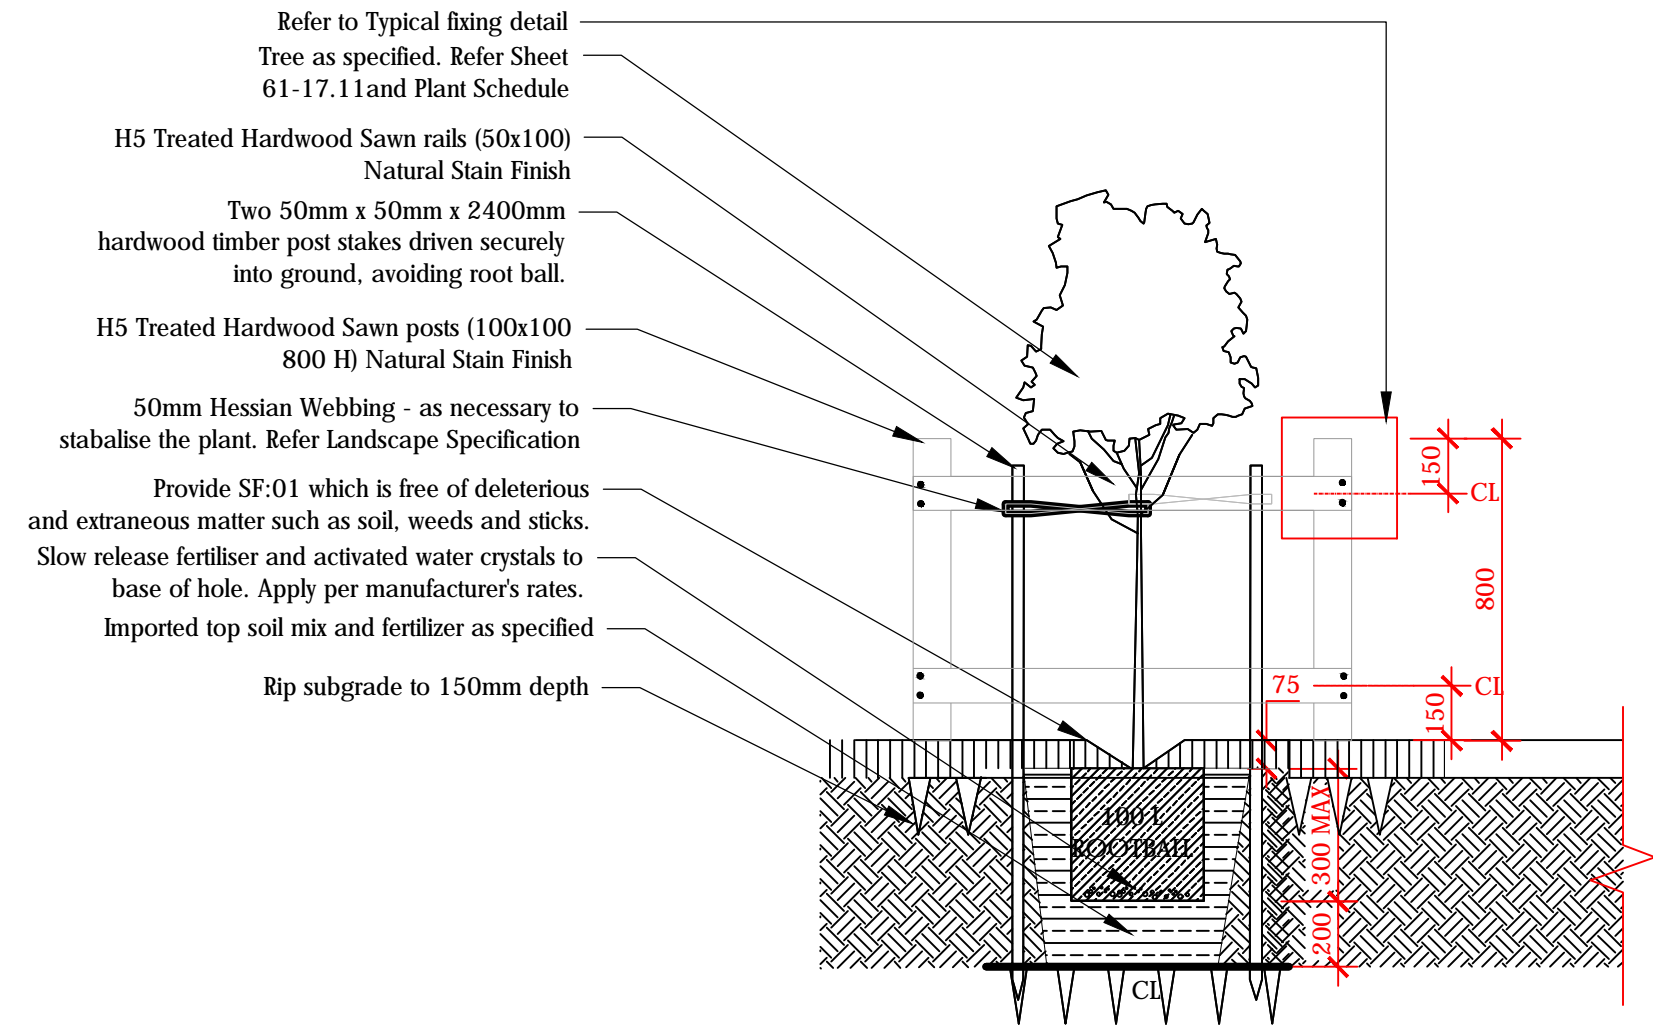 Refer to Typical fixing detail
Tree as specified. Refer Sheet
61-17.11and Plant Schedule
H5 Treated Hardwood Sawn rails (50x100)
Natural Stain Finish
Two 50mm x 50mm x 2400mm
hardwood timber post stakes driven securely
into ground, avoiding root ball.
H5 Treated Hardwood Sawn posts (100x100
800 H) Natural Stain Finish
50mm Hessian Webbing - as necessary to
stabalise the plant. Refer Landscape Specification
Provide SF:01 which is free of deleterious
and extraneous matter such as soil, weeds and sticks.
Slow release fertiliser and activated water crystals to
base of hole. Apply per manufacturer's rates.
Imported top soil mix and fertilizer as specified
Rip subgrade to 150mm depth
150
CL
800
75
CL
150
100 L
ROOTBALL
300 MAX
200
CL